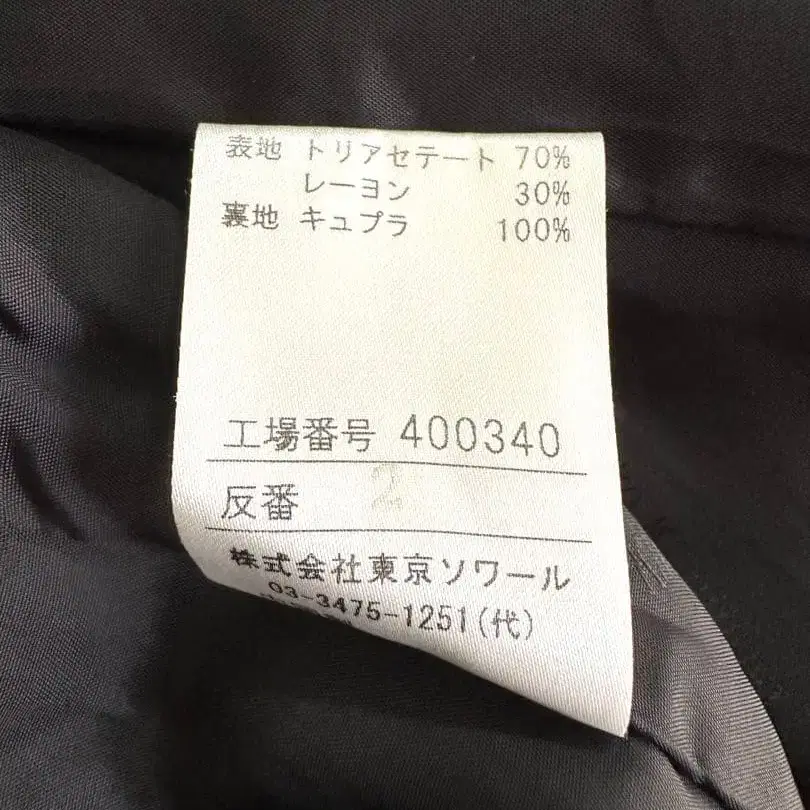 表地 トリアセテート 70%
レーヨン 30%
裏地 キュプラ 100%
工場番号 400340
反番 2
株式会社東京ソワール
03-3475-1251(代)